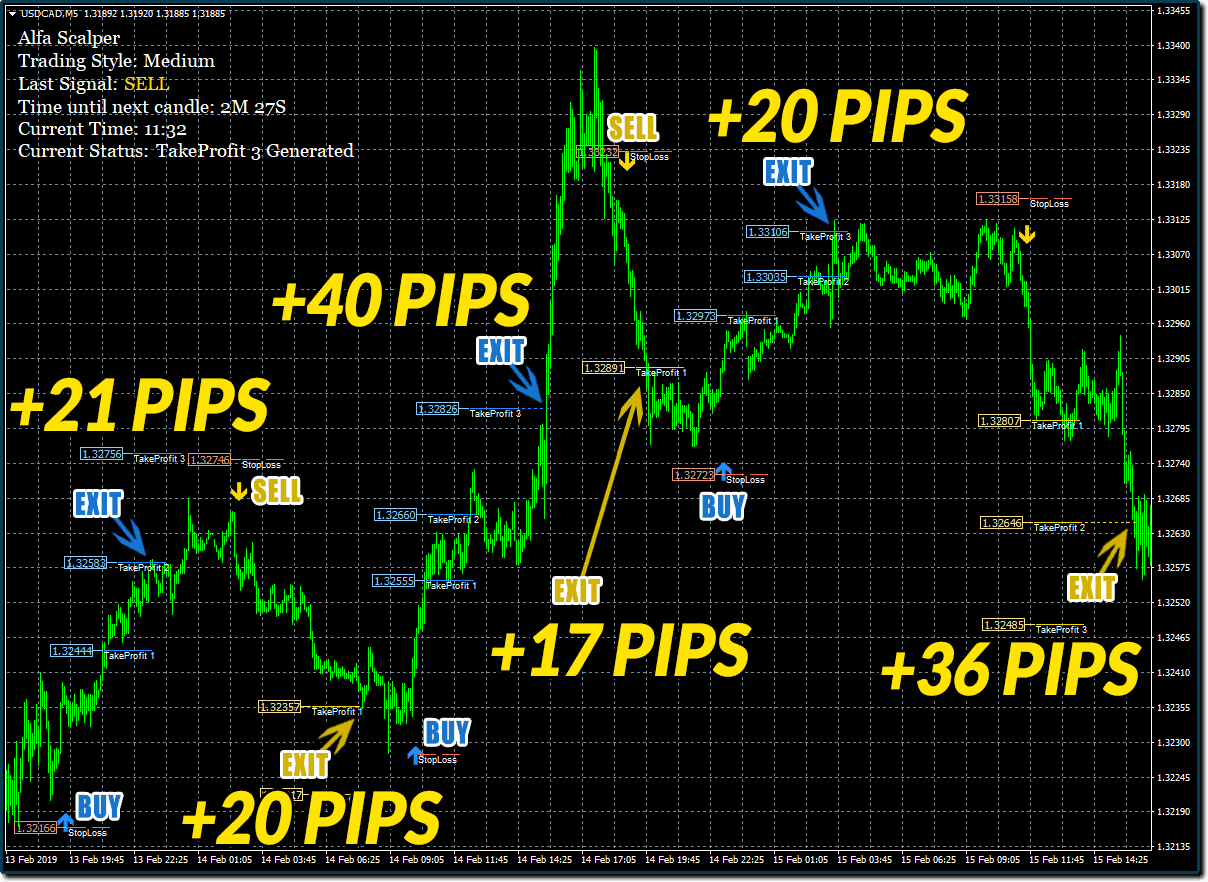 USDCAD,M5 1.31892 1.31920 1.31885 1.31885
Alfa Scalper
Trading Style: Medium
Last Signal: SELL
Time until next candle: 2M 27S
Current Time: 11:32
Current Status: TakeProfit 3 Generated
+20 PIPS
SELL
1.33232 StopLoss
EXIT
1.33158 StopLoss
1.33106 TakeProfit 3
1.33035 TakeProfit 2
+40 PIPS
1.32973 TakeProfit 1
EXIT
1.32891 TakeProfit 1
+21 PIPS
1.32826 TakeProfit 3
1.32807 TakeProfit 1
1.32756 TakeProfit 3
1.32746 StopLoss
1.32723 StopLoss
EXIT
SELL
BUY
1.32660 TakeProfit 2
1.32646 TakeProfit 2
1.32583 TakeProfit 2
1.32555 TakeProfit 1
EXIT
EXIT
1.32485 TakeProfit 3
+17 PIPS
1.32444 TakeProfit 1
+36 PIPS
1.32357 TakeProfit 1
BUY
StopLoss
EXIT
BUY
+20 PIPS
1.32166 StopLoss
1.33455
1.33400
1.33345
1.33290
1.33235
1.33180
1.33125
1.33070
1.33015
1.32960
1.32905
1.32850
1.32795
1.32740
1.32685
1.32630
1.32575
1.32520
1.32465
1.32410
1.32355
1.32300
1.32245
1.32190
1.32135
13 Feb 2019 13 Feb 19:45 13 Feb 22:25 14 Feb 01:05 14 Feb 03:45 14 Feb 06:25 14 Feb 09:05 14 Feb 11:45 14 Feb 14:25 14 Feb 17:05 14 Feb 19:45 14 Feb 22:25 15 Feb 01:05 15 Feb 03:45 15 Feb 06:25 15 Feb 09:05 15 Feb 11:45 15 Feb 14:25